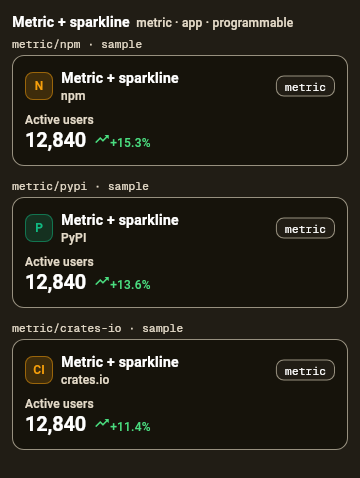 Metric + sparkline metric · app · programmable
metric/npm · sample
N
Metric + sparkline
npm
metric
Active users
12,840 +15.3%
metric/pypi · sample
P
Metric + sparkline
PyPI
metric
Active users
12,840 +13.6%
metric/crates-io · sample
CI
Metric + sparkline
crates.io
metric
Active users
12,840 +11.4%